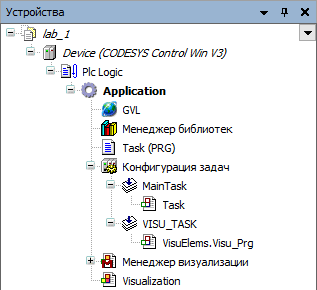 Устройства
lab_1
Device (CODESYS Control Win V3)
Plc Logic
Application
GVL
Менеджер библиотек
Task (PRG)
Конфигурация задач
MainTask
Task
VISU_TASK
VisuElems.Visu_Prg
Менеджер визуализации
Visualization